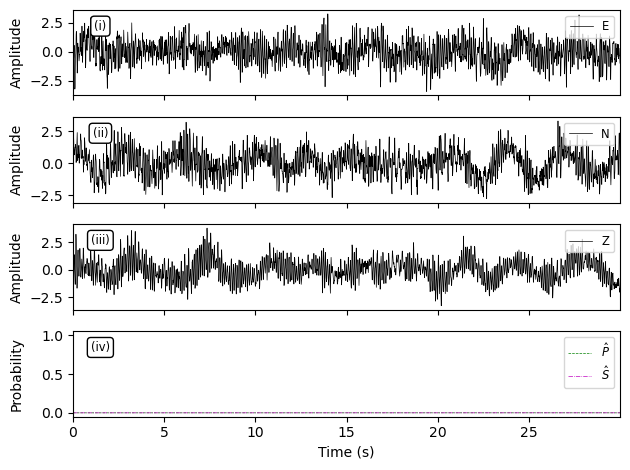 Amplitude
2.5
0.0
−2.5
(i)
E
Amplitude
2.5
0.0
−2.5
(ii)
N
Amplitude
2.5
0.0
−2.5
(iii)
Z
Probability
1.0
0.5
0.0
(iv)
P̂
Ŝ
0 5 10 15 20 25
Time (s)